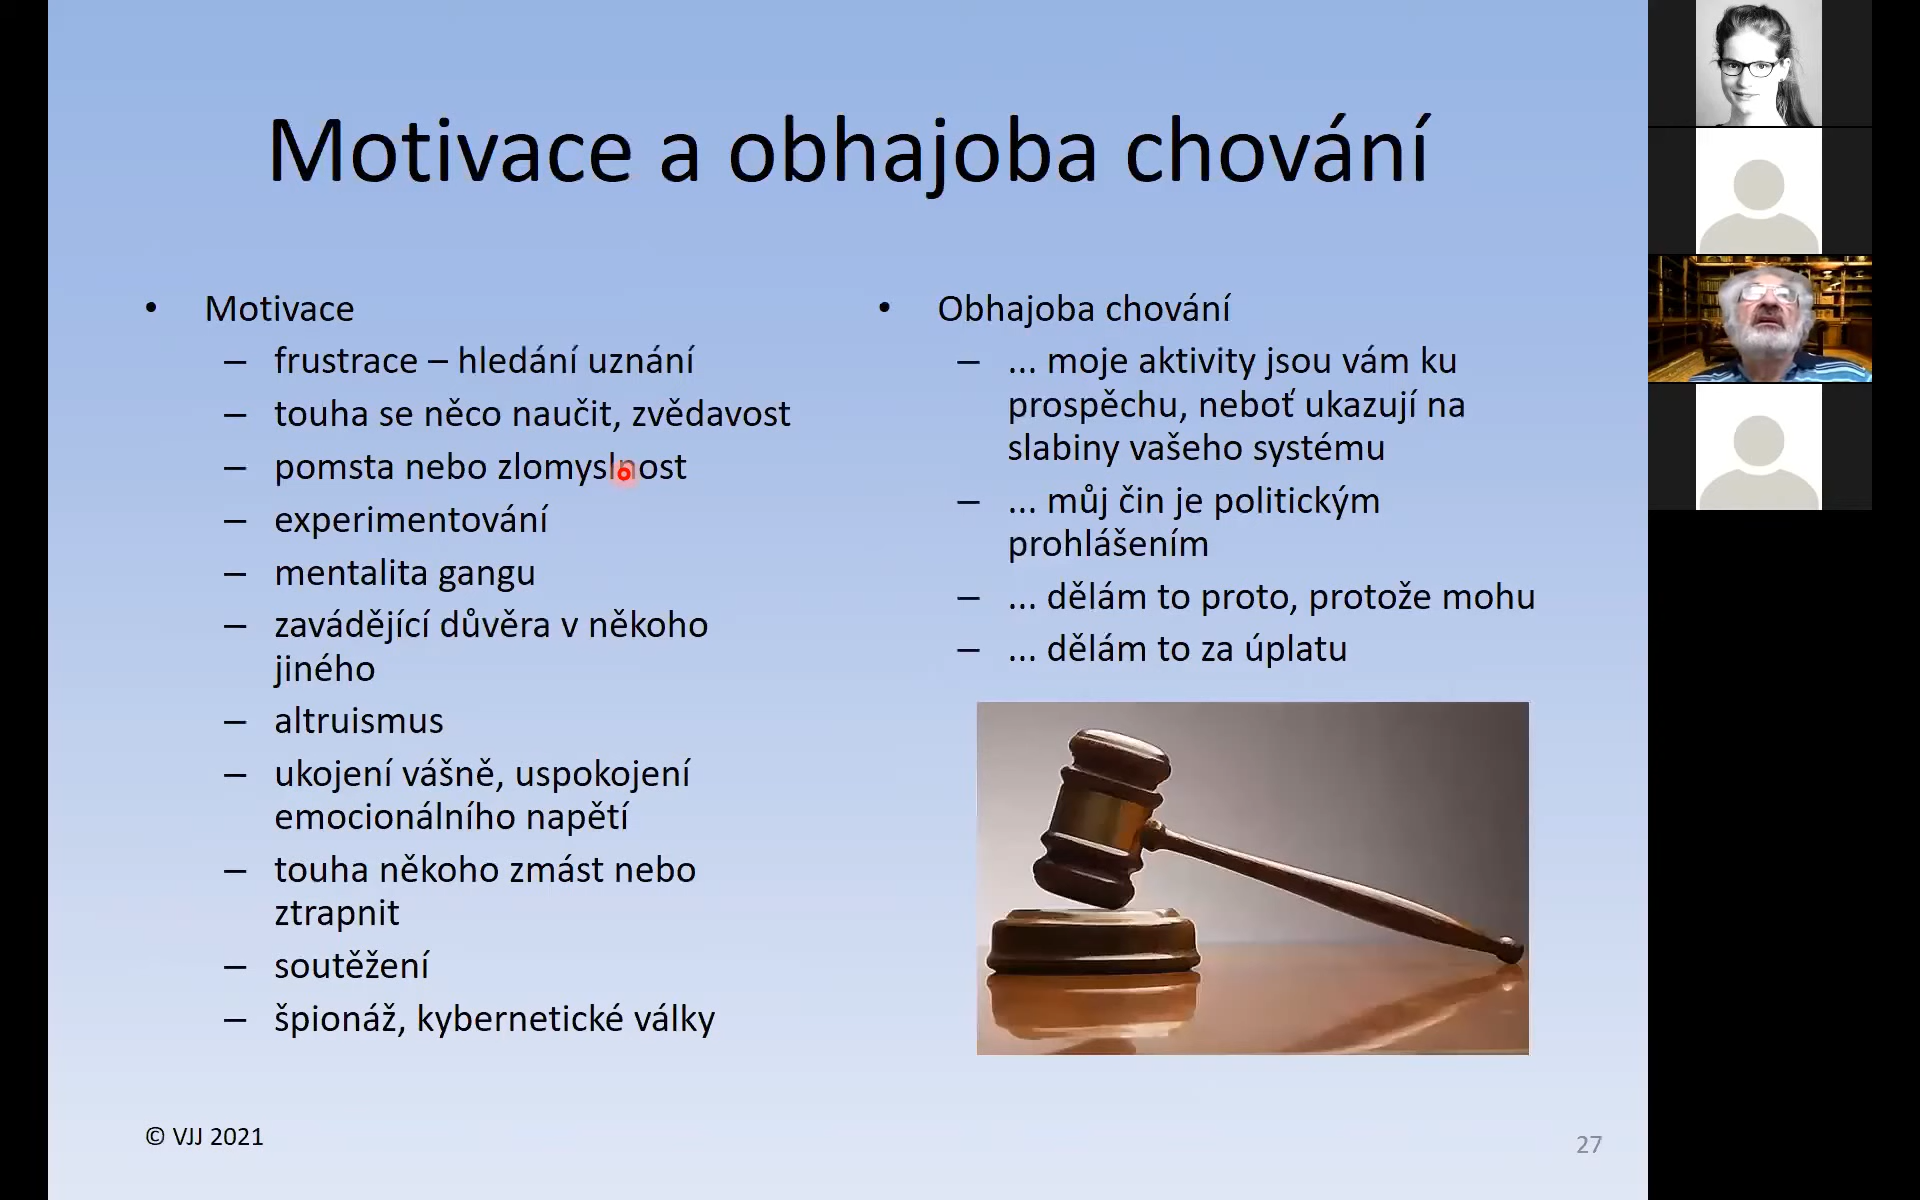 Motivace a obhajoba chování
• Motivace
– frustrace – hledání uznání
– touha se něco naučit, zvědavost
– pomsta nebo zlomyslnost
– experimentování
– mentalita gangu
– zavádějící důvěra v někoho
jiného
– altruismus
– ukojení vášně, uspokojení
emocionálního napětí
– touha někoho zmást nebo
ztrapnit
– soutěžení
– špionáž, kybernetické války
• Obhajoba chování
– ... moje aktivity jsou vám ku
prospěchu, neboť ukazují na
slabiny vašeho systému
– ... můj čin je politickým
prohlášením
– ... dělám to proto, protože mohu
– ... dělám to za úplatu
© VJJ 2021
27